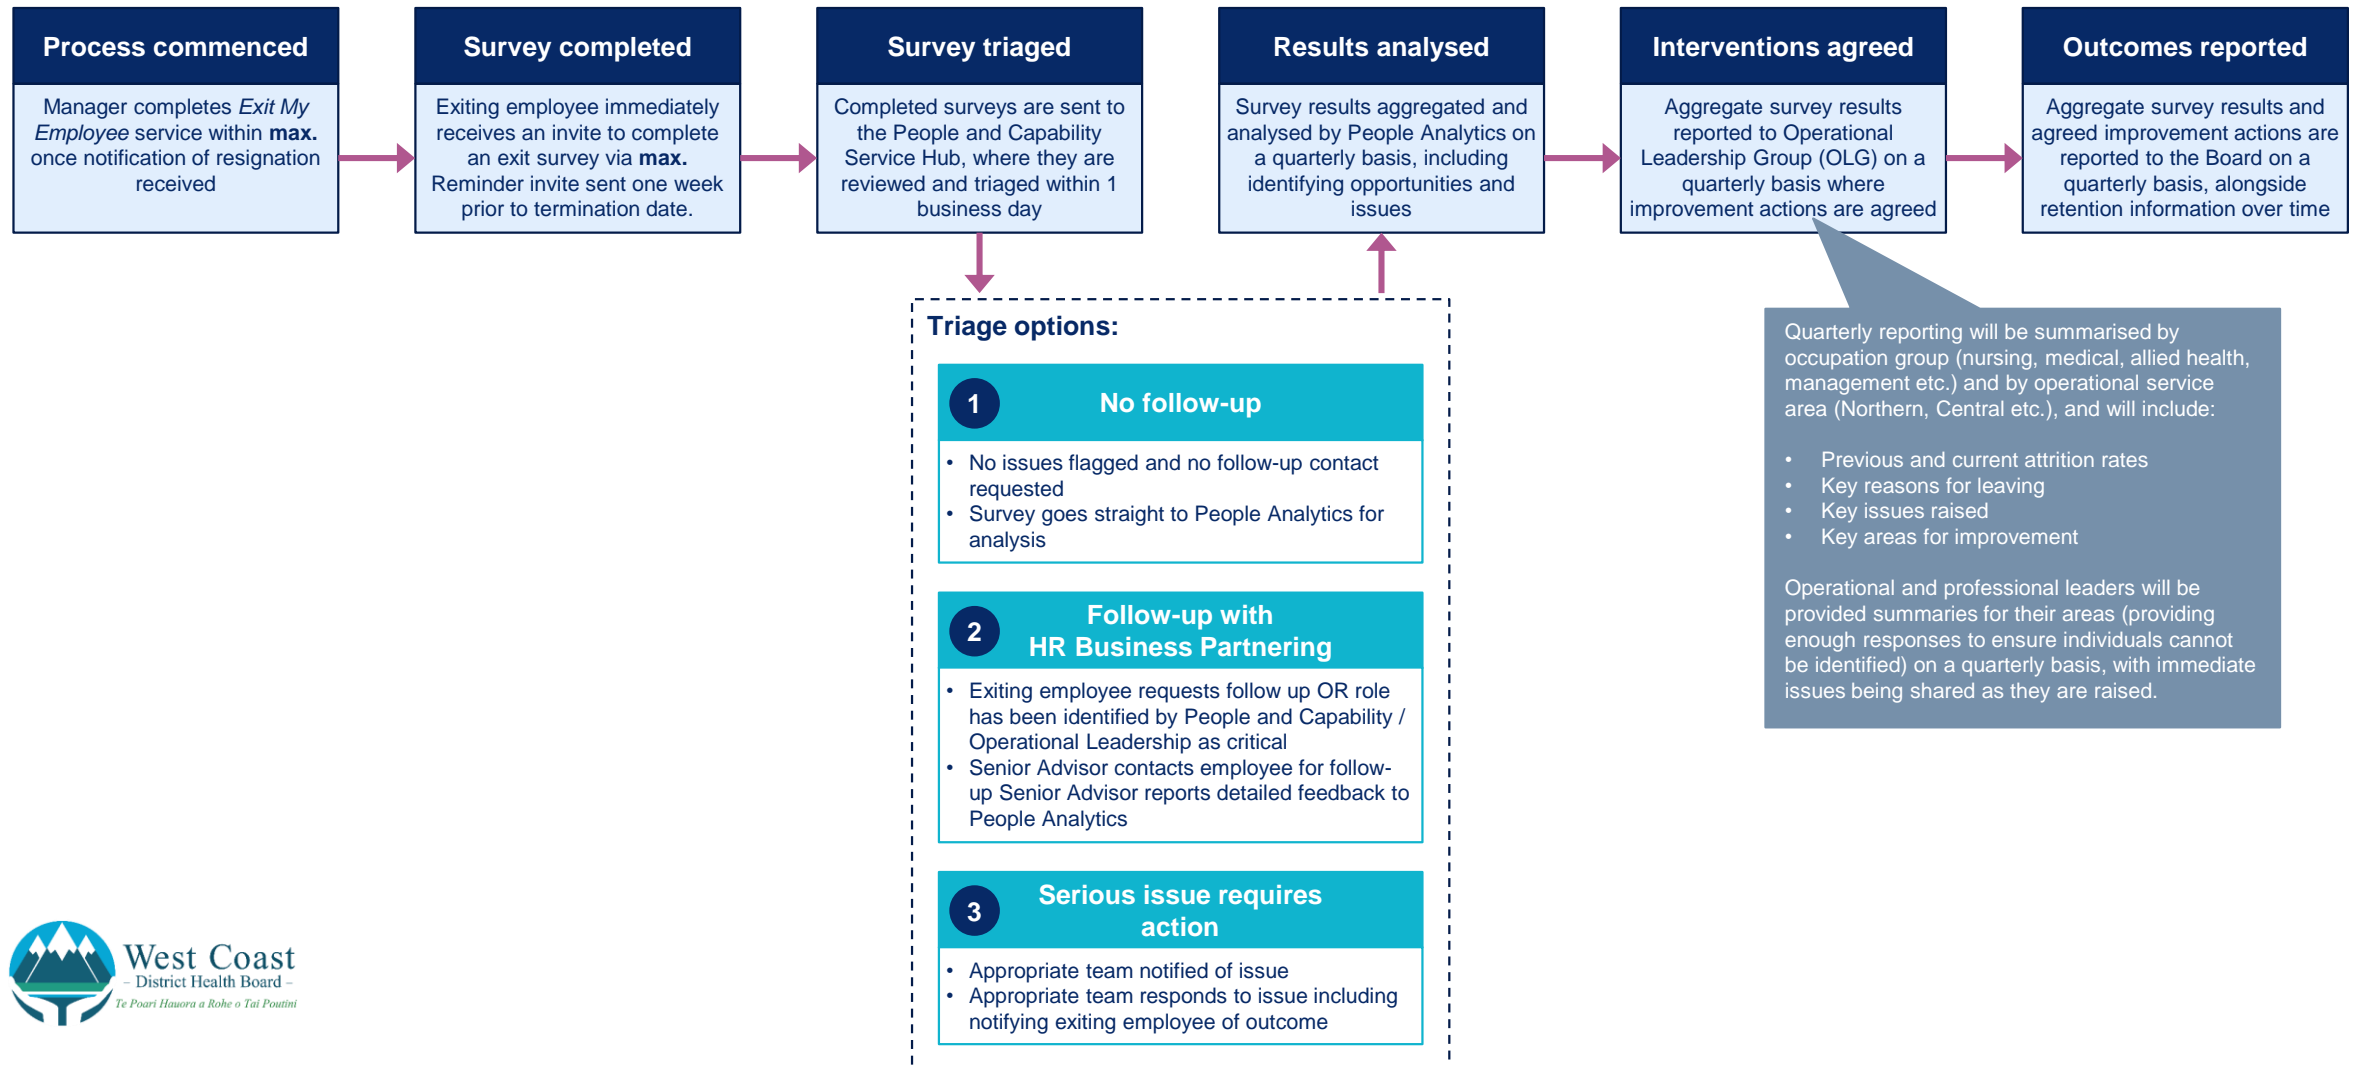 Process commenced
Manager completes Exit My
Employee service within max.
once notification of resignation
received
Survey completed
Exiting employee immediately
receives an invite to complete
an exit survey via max.
Reminder invite sent one week
prior to termination date.
Survey triaged
Completed surveys are sent to
the People and Capability
Service Hub, where they are
reviewed and triaged within 1
business day
Results analysed
Survey results aggregated and
analysed by People Analytics on
a quarterly basis, including
identifying opportunities and
issues
Interventions agreed
Aggregate survey results
reported to Operational
Leadership Group (OLG) on a
quarterly basis where
improvement actions are agreed
Outcomes reported
Aggregate survey results and
agreed improvement actions are
reported to the Board on a
quarterly basis, alongside
retention information over time
Triage options:
1
No follow-up
• No issues flagged and no follow-up contact
requested
• Survey goes straight to People Analytics for
analysis
2
Follow-up with
HR Business Partnering
• Exiting employee requests follow up OR role
has been identified by People and Capability /
Operational Leadership as critical
• Senior Advisor contacts employee for follow-
up Senior Advisor reports detailed feedback to
People Analytics
3
Serious issue requires
action
• Appropriate team notified of issue
• Appropriate team responds to issue including
notifying exiting employee of outcome
Quarterly reporting will be summarised by
occupation group (nursing, medical, allied health,
management etc.) and by operational service
area (Northern, Central etc.), and will include:
• Previous and current attrition rates
• Key reasons for leaving
• Key issues raised
• Key areas for improvement
Operational and professional leaders will be
provided summaries for their areas (providing
enough responses to ensure individuals cannot
be identified) on a quarterly basis, with immediate
issues being shared as they are raised.
West Coast
– District Health Board –
Te Poari Hauora a Rohe o Tai Poutini